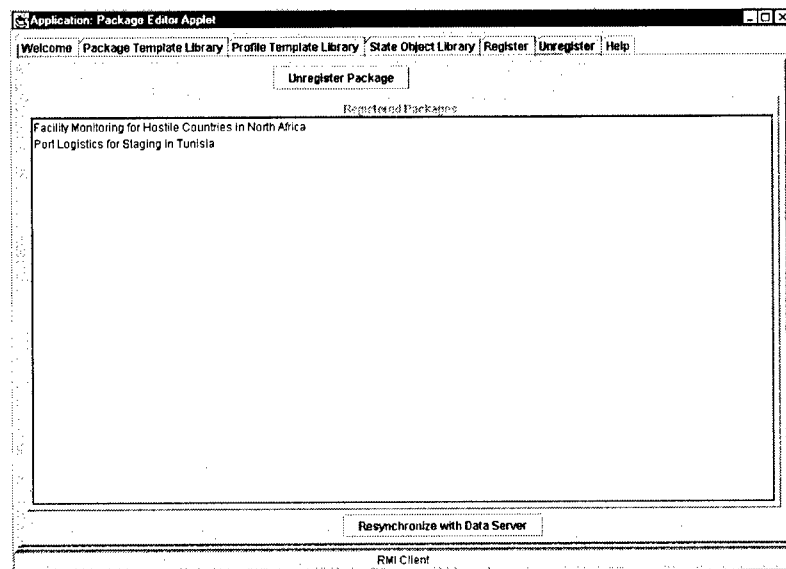 Application: Package Editor Applet
Welcome Package Template Library Profile Template Library State Object Library Register Unregister Help
Unregister Package
Registered Packages
Facility Monitoring for Hostile Countries in North Africa
Port Logistics for Staging in Tunisia
Resynchronize with Data Server
RMI Client